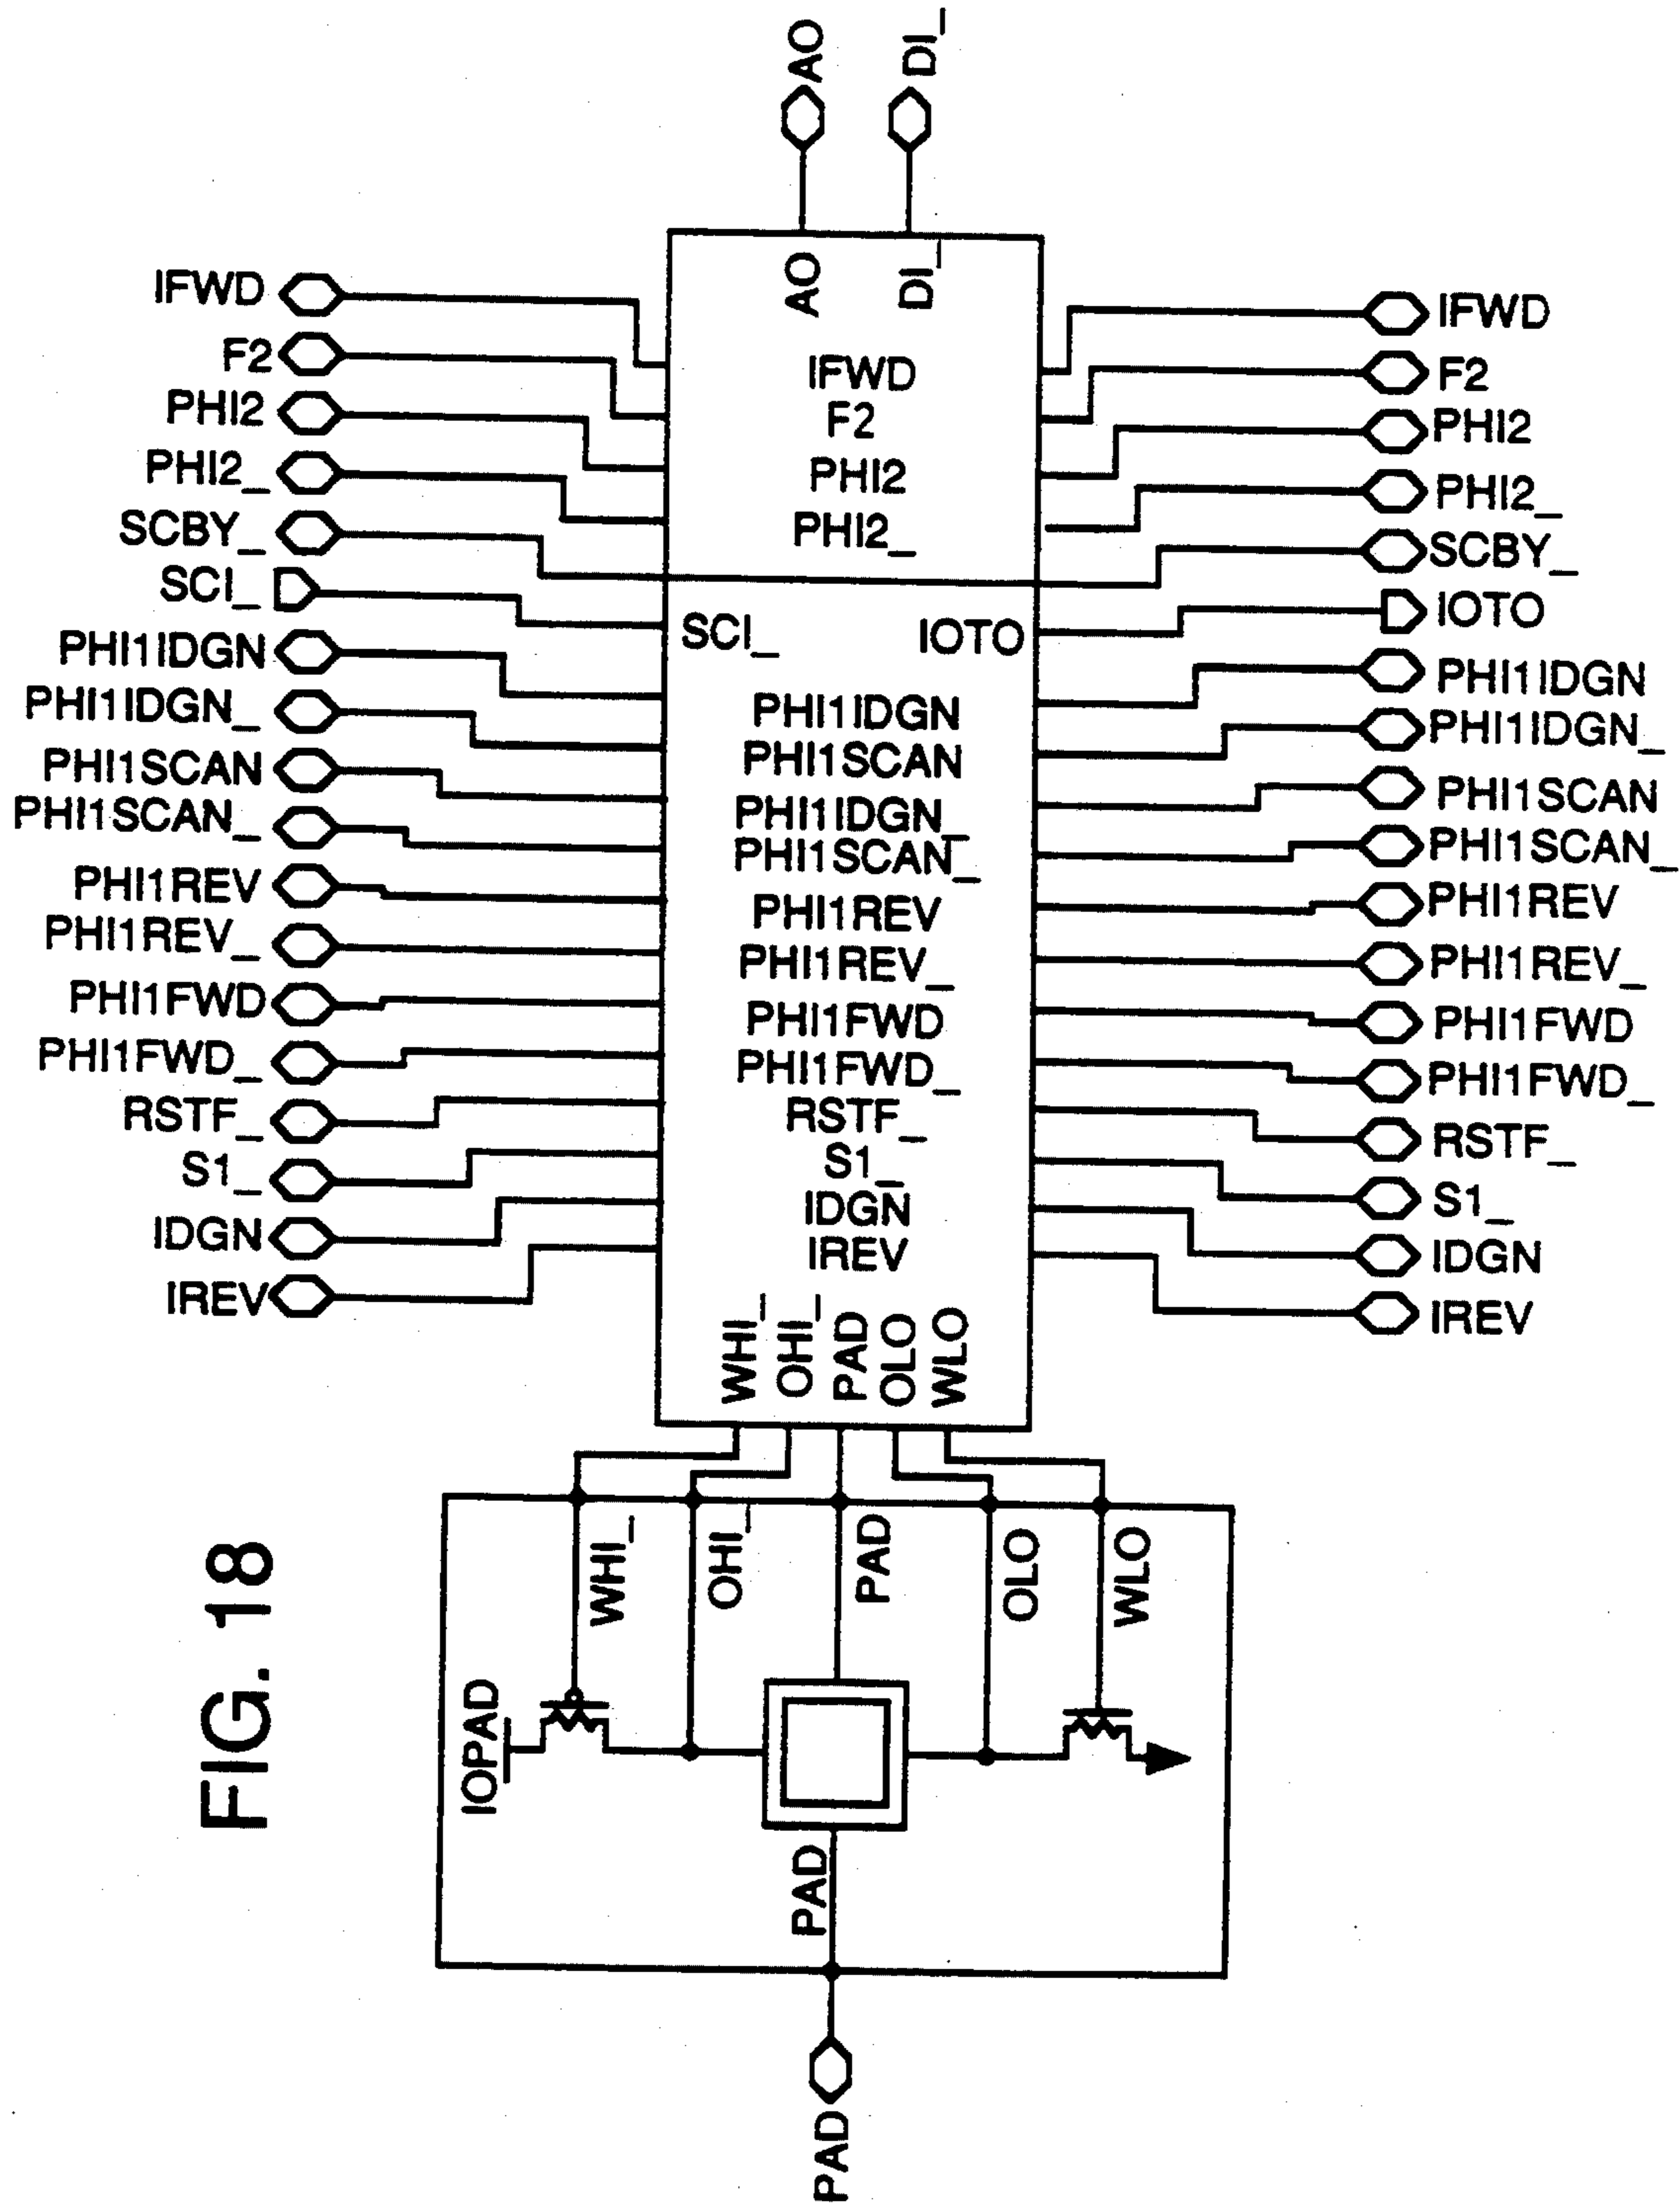 AO
DI_
IFWD
F2
PHI2
PHI2_
SCBY_
SCI_
PHI1IDGN
PHI1IDGN_
PHI1SCAN
PHI1SCAN_
PHI1REV
PHI1REV_
PHI1FWD
PHI1FWD_
RSTF_
S1_
IDGN
IREV
AO
DI_
IFWD
F2
PHI2
PHI2_
SCI_
IOTO
PHI1IDGN
PHI1SCAN
PHI1IDGN_
PHI1SCAN_
PHI1REV
PHI1REV_
PHI1FWD
PHI1FWD_
RSTF_
S1_
IDGN
IREV
WHI_
OHI_
PAD
OLO
WLO
IFWD
F2
PHI2
PHI2_
SCBY_
IOTO
PHI1IDGN
PHI1IDGN_
PHI1SCAN
PHI1SCAN_
PHI1REV
PHI1REV_
PHI1FWD
PHI1FWD_
RSTF_
S1_
IDGN
IREV
FIG. 18
WHI_
OHI_
PAD
OLO
WLO
IOPAD
PAD
PAD